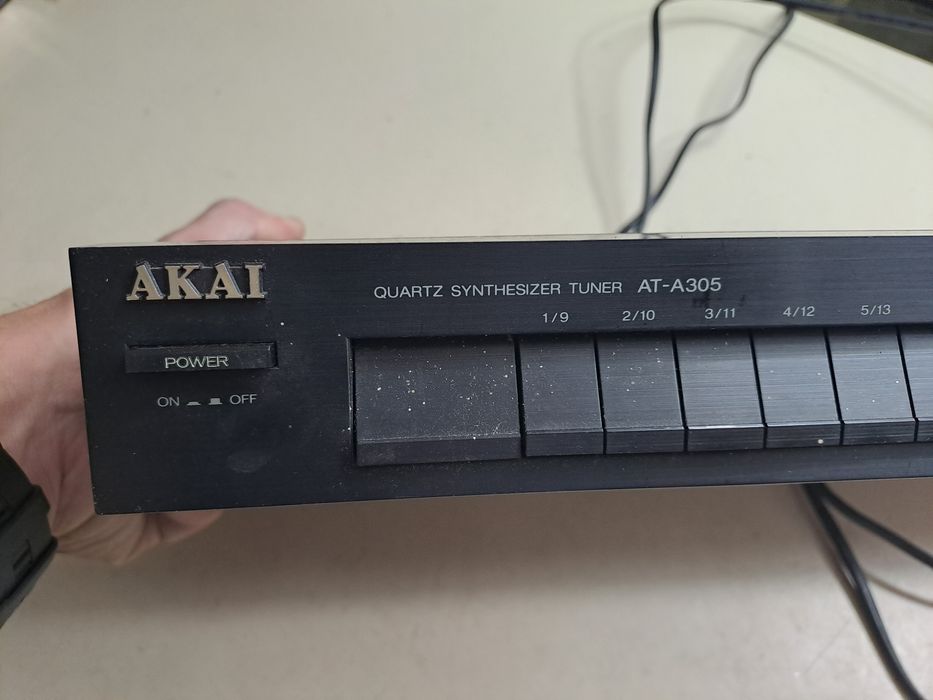 AKAI
QUARTZ SYNTHESIZER TUNER AT-A305
1/9 2/10 3/11 4/12 5/13
POWER
ON OFF